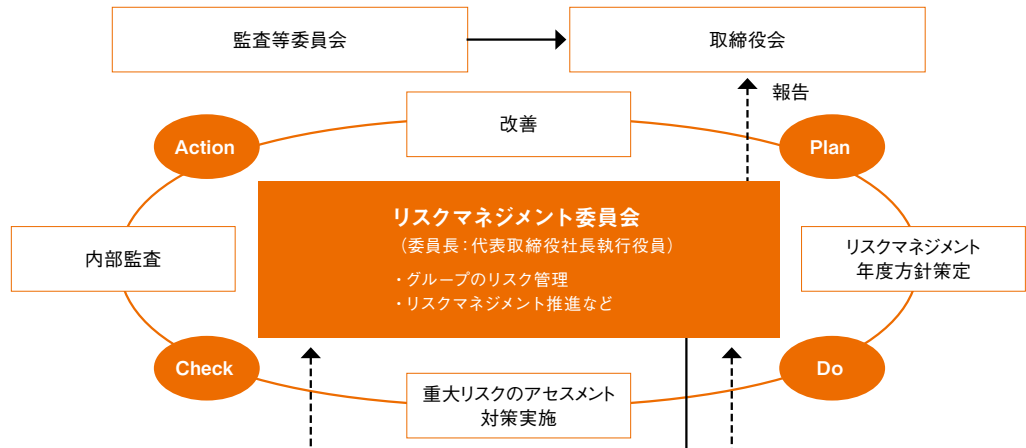 監査等委員会
取締役会
報告
改善
Action
Plan
リスクマネジメント委員会
（委員長：代表取締役社長執行役員）
・グループのリスク管理
・リスクマネジメント推進など
内部監査
リスクマネジメント
年度方針策定
Check
Do
重大リスクのアセスメント
対策実施